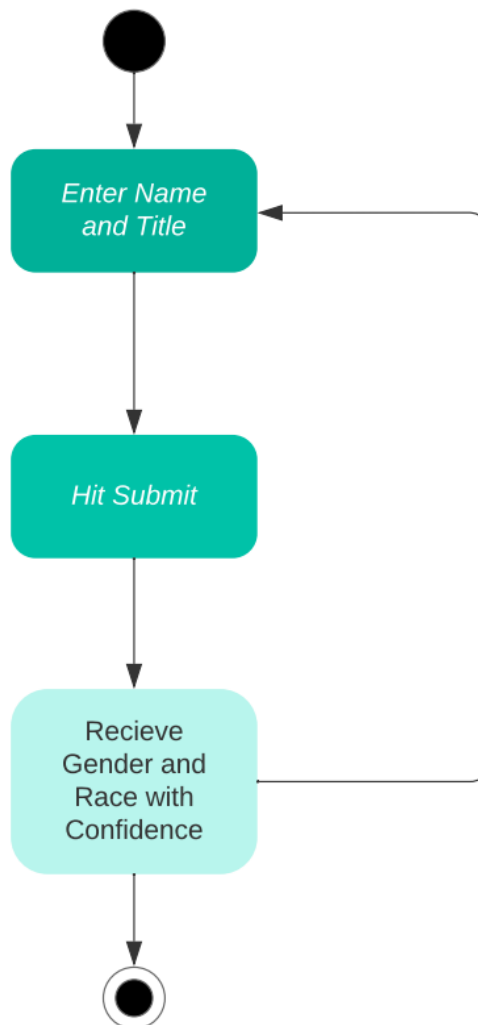 Enter Name
and Title
Hit Submit
Recieve
Gender and
Race with
Confidence